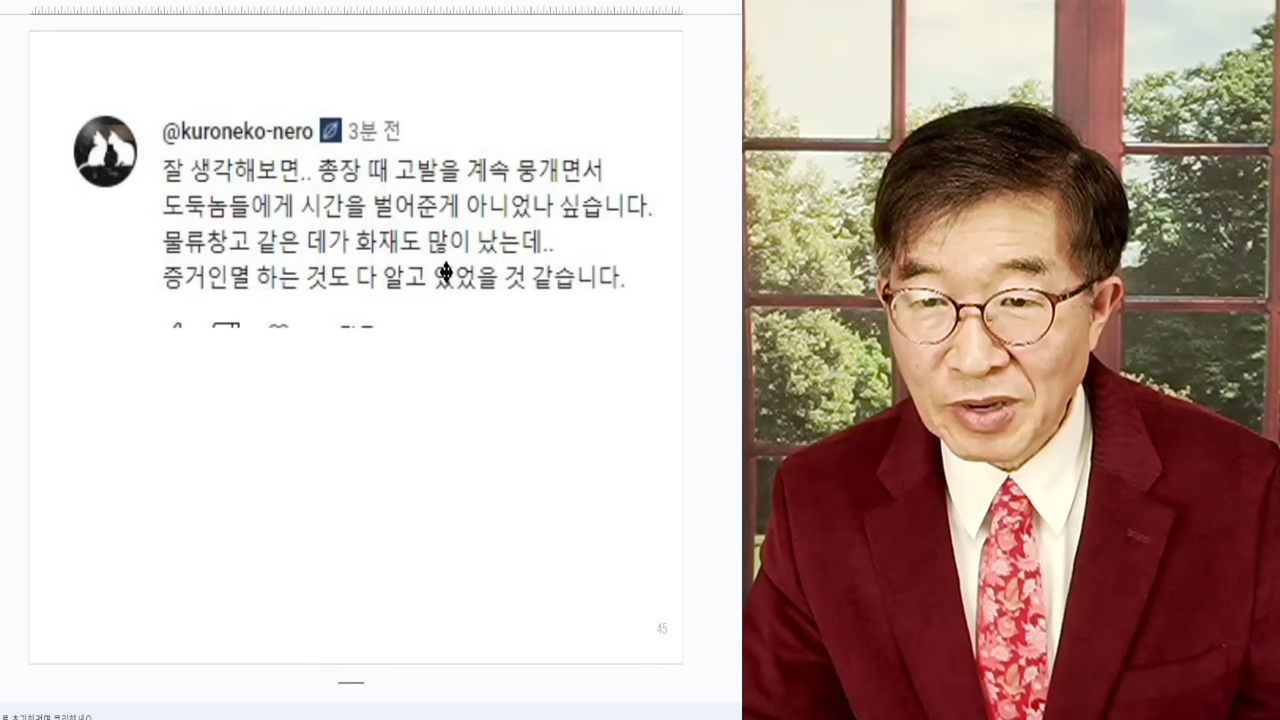 @kuroneko-nero 3분 전
잘 생각해보면.. 총장 때 고발을 계속 뭉개면서
도둑놈들에게 시간을 벌어준게 아니었나 싶습니다.
물류창고 같은 데가 화재도 많이 났는데..
증거인멸 하는 것도 다 알고 있었을 것 같습니다.
45